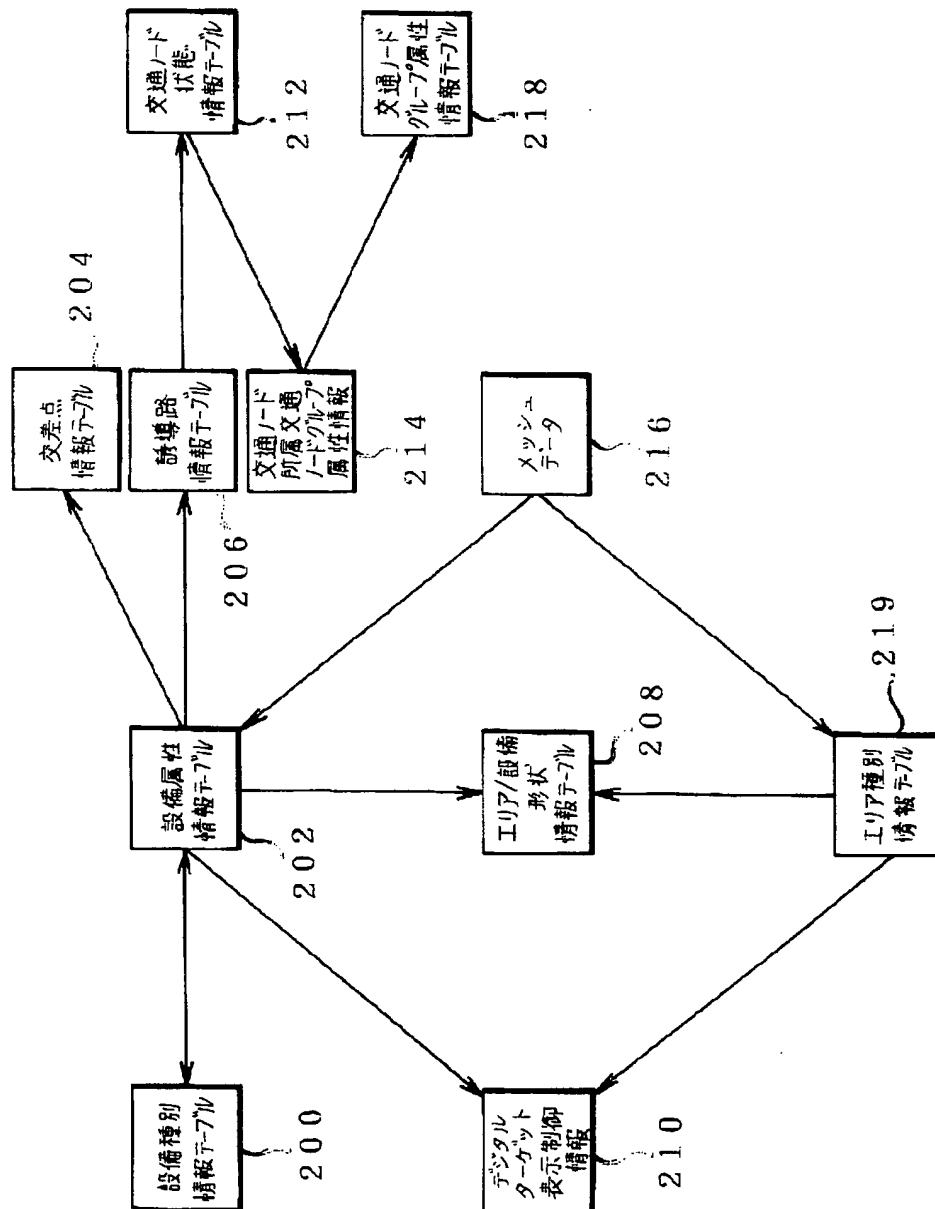 設備種別
情報テーブル
200
設備属性
情報テーブル
202
交差点
情報テーブル
204
誘導路
情報テーブル
206
交通ノード
状態
情報テーブル
212
交通ノード
所属交通
ノードグループ
属性情報
214
交通ノード
グループ属性
情報テーブル
218
デジタル
ターゲット
表示制御
情報
210
エリア/設備
形状
情報テーブル
208
メッシュ
データ
216
エリア種別
情報テーブル
219